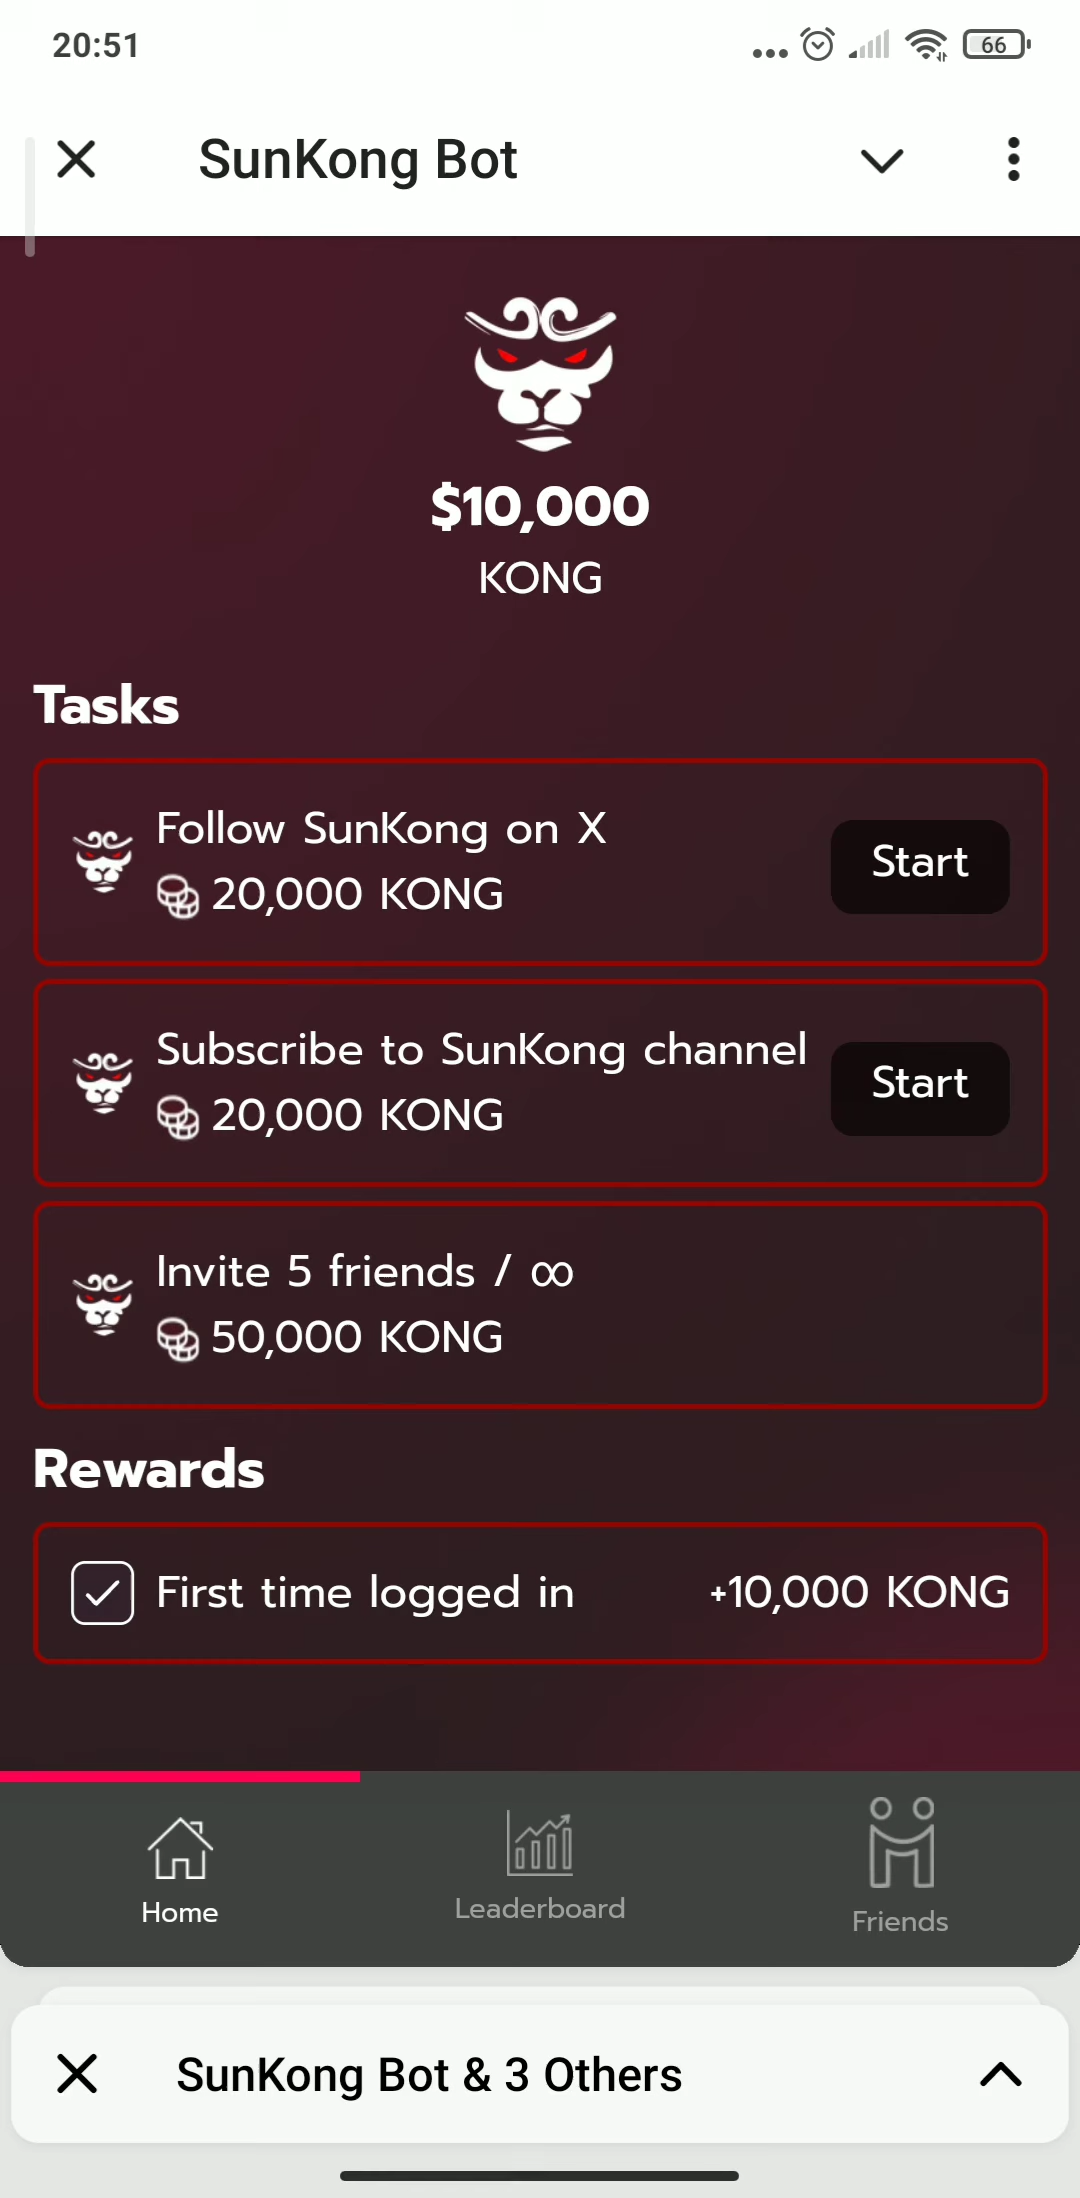 20:51
66
SunKong Bot
$10,000
KONG
Tasks
Follow SunKong on X
20,000 KONG
Start
Subscribe to SunKong channel
20,000 KONG
Start
Invite 5 friends / ∞
50,000 KONG
Rewards
First time logged in
+10,000 KONG
Home
Leaderboard
Friends
SunKong Bot & 3 Others